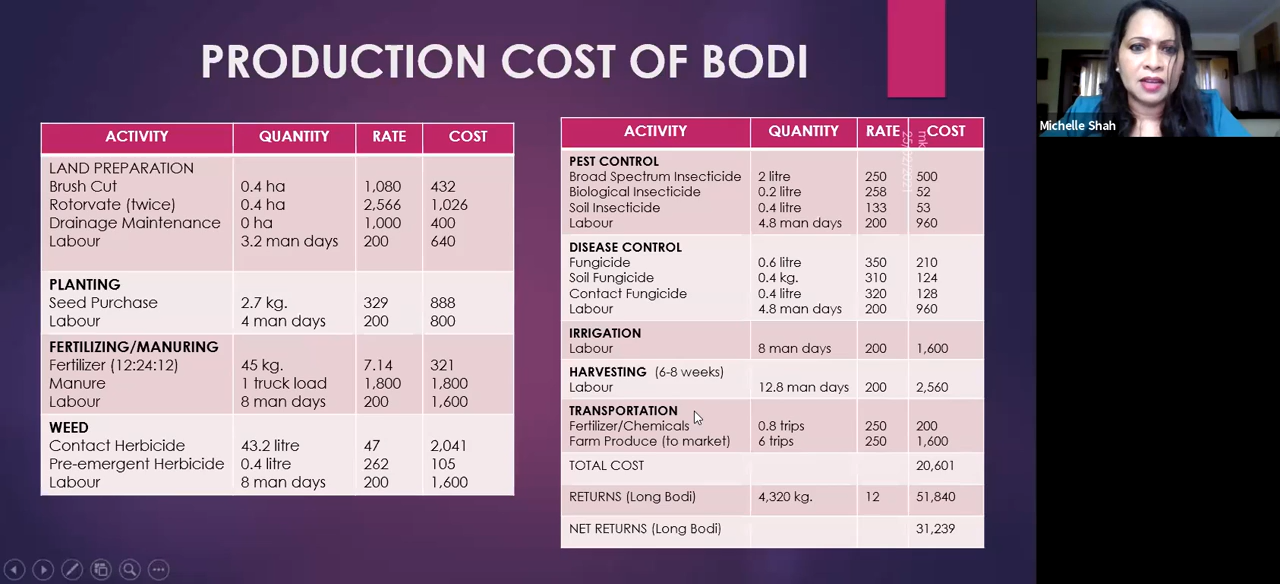 PRODUCTION COST OF BODI
ACTIVITY QUANTITY RATE COST
LAND PREPARATION
Brush Cut 0.4 ha 1,080 432
Rotorvate (twice) 0.4 ha 2,566 1,026
Drainage Maintenance 0 ha 1,000 400
Labour 3.2 man days 200 640
PLANTING
Seed Purchase 2.7 kg. 329 888
Labour 4 man days 200 800
FERTILIZING/MANURING
Fertilizer (12:24:12) 45 kg. 7.14 321
Manure 1 truck load 1,800 1,800
Labour 8 man days 200 1,600
WEED
Contact Herbicide 43.2 litre 47 2,041
Pre-emergent Herbicide 0.4 litre 262 105
Labour 8 man days 200 1,600
ACTIVITY QUANTITY RATE COST
PEST CONTROL
Broad Spectrum Insecticide 2 litre 250 500
Biological Insecticide 0.2 litre 258 52
Soil Insecticide 0.4 litre 133 53
Labour 4.8 man days 200 960
DISEASE CONTROL
Fungicide 0.6 litre 350 210
Soil Fungicide 0.4 kg. 310 124
Contact Fungicide 0.4 litre 320 128
Labour 4.8 man days 200 960
IRRIGATION
Labour 8 man days 200 1,600
HARVESTING (6-8 weeks)
Labour 12.8 man days 200 2,560
TRANSPORTATION
Fertilizer/Chemicals 0.8 trips 250 200
Farm Produce (to market) 6 trips 250 1,600
TOTAL COST 20,601
RETURNS (Long Bodi) 4,320 kg. 12 51,840
NET RETURNS (Long Bodi) 31,239
Michelle Shah